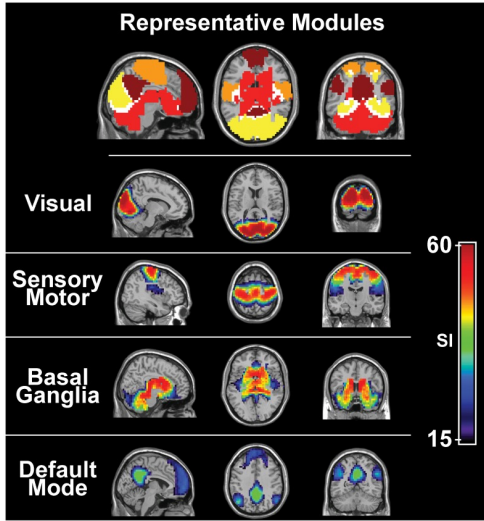 Representative Modules
Visual
Sensory
Motor
Basal
Ganglia
Default
Mode
60
SI
15